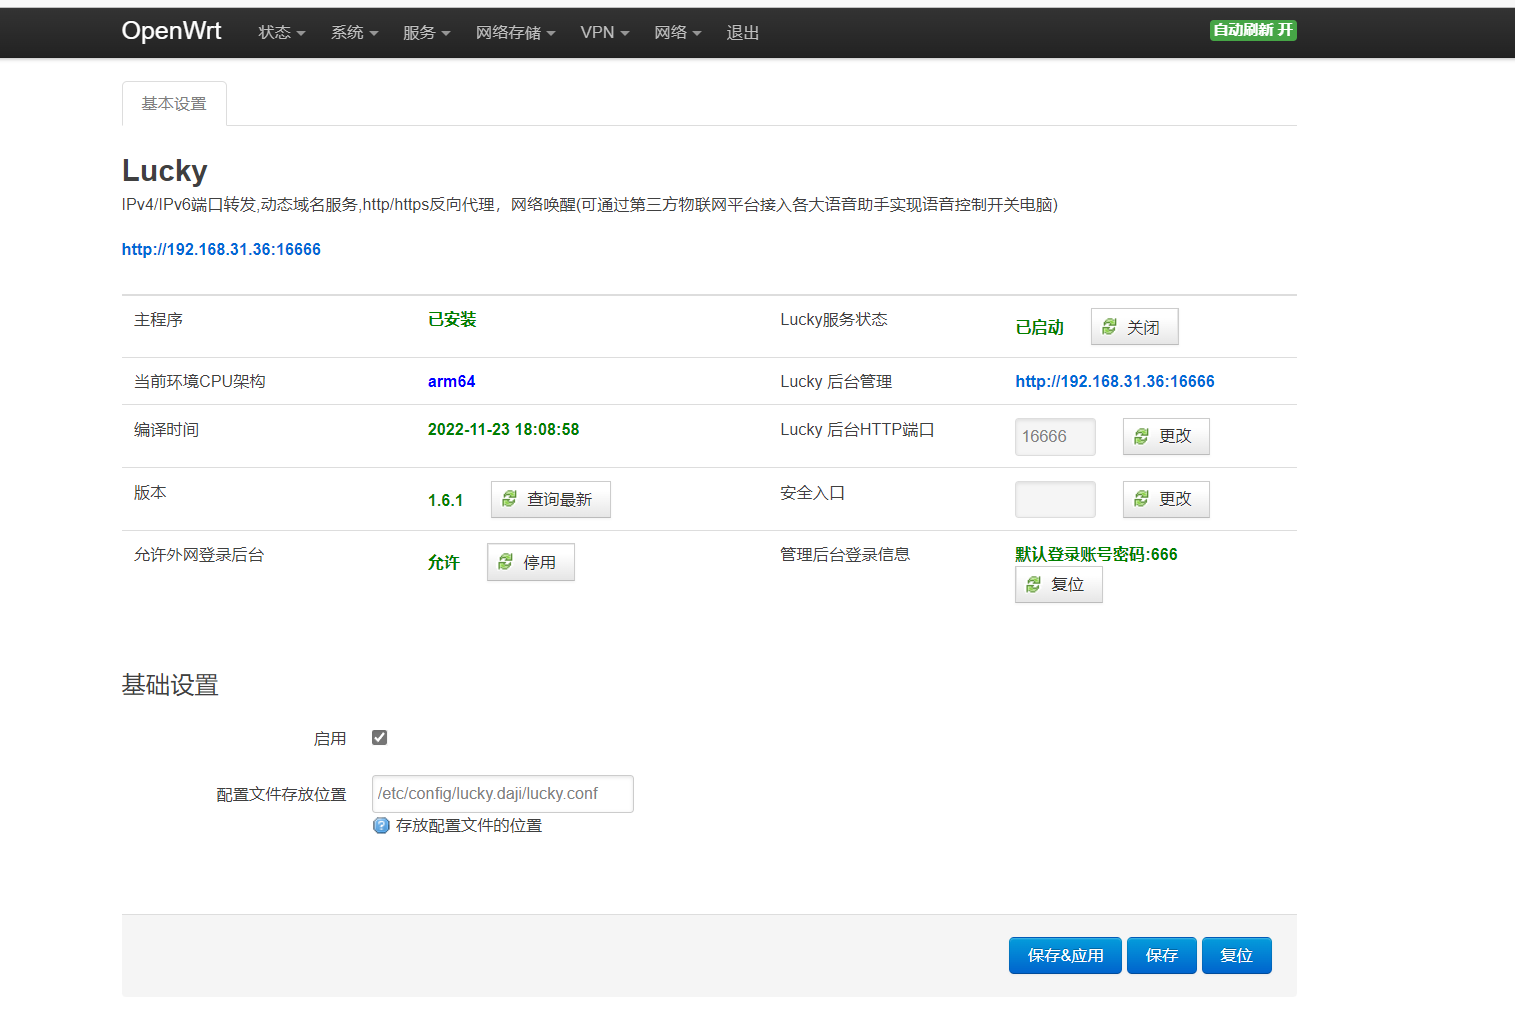 OpenWrt 状态 系统 服务 网络存储 VPN 网络 退出 自动刷新 开
基本设置
Lucky
IPv4/IPv6端口转发,动态域名服务,http/https反向代理，网络唤醒(可通过第三方物联网平台接入各大语音助手实现语音控制开关电脑)
http://192.168.31.36:16666
主程序 已安装 Lucky服务状态 已启动 关闭
当前环境CPU架构 arm64 Lucky 后台管理 http://192.168.31.36:16666
编译时间 2022-11-23 18:08:58 Lucky 后台HTTP端口 16666 更改
版本 1.6.1 查询最新 安全入口 更改
允许外网登录后台 允许 停用 管理后台登录信息 默认登录账号密码:666
复位
基础设置
启用
配置文件存放位置 /etc/config/lucky.daji/lucky.conf
存放配置文件的位置
保存&应用 保存 复位